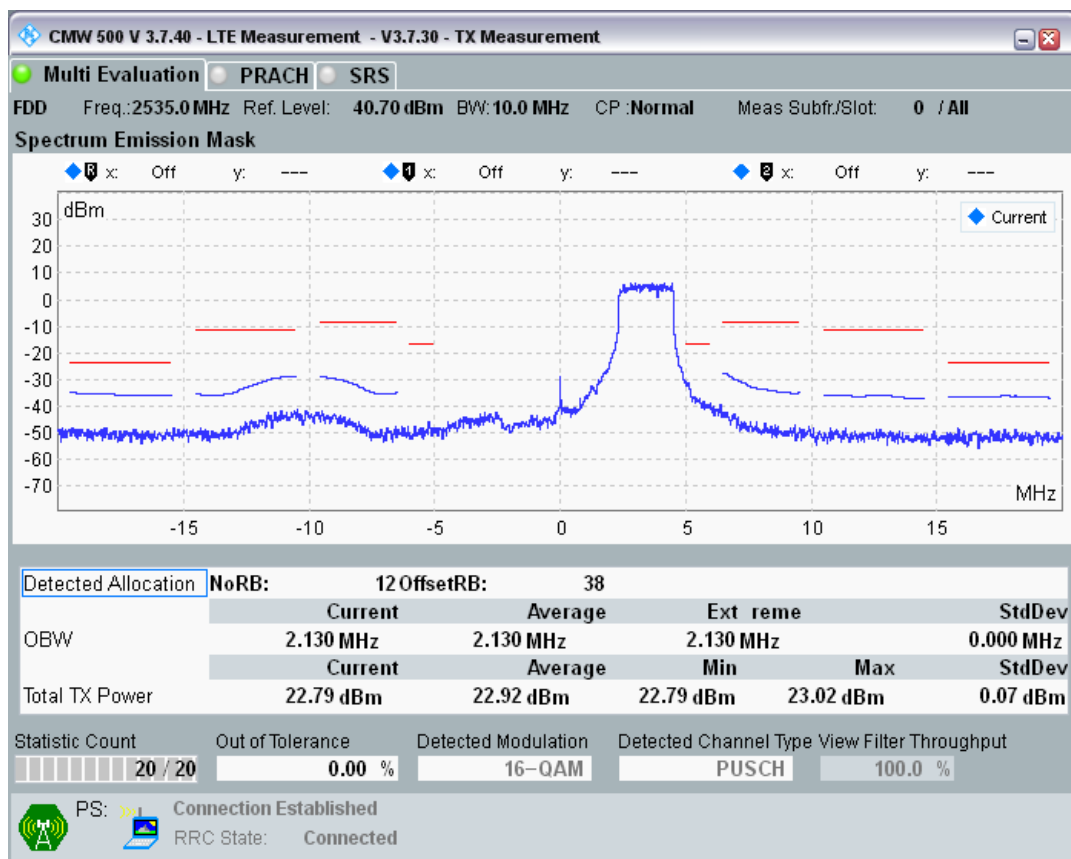 CMW 500 V 3.7.40 - LTE Measurement - V3.7.30 - TX Measurement
Multi Evaluation PRACH SRS
FDD Freq.:2535.0 MHz Ref. Level: 40.70 dBm BW: 10.0 MHz CP :Normal Meas Subfr./Slot: 0 / All
Spectrum Emission Mask
R x: Off y: --- 1 x: Off y: --- 2 x: Off y: ---
dBm
Current
30
20
10
0
-10
-20
-30
-40
-50
-60
-70
MHz
-15 -10 -5 0 5 10 15
Detected Allocation NoRB: 12 OffsetRB: 38
Current Average Ext reme StdDev
OBW 2.130 MHz 2.130 MHz 2.130 MHz 0.000 MHz
Current Average Min Max StdDev
Total TX Power 22.79 dBm 22.92 dBm 22.79 dBm 23.02 dBm 0.07 dBm
Statistic Count Out of Tolerance Detected Modulation Detected Channel Type View Filter Throughput
20 / 20 0.00 % 16-QAM PUSCH 100.0 %
PS: Connection Established
RRC State: Connected